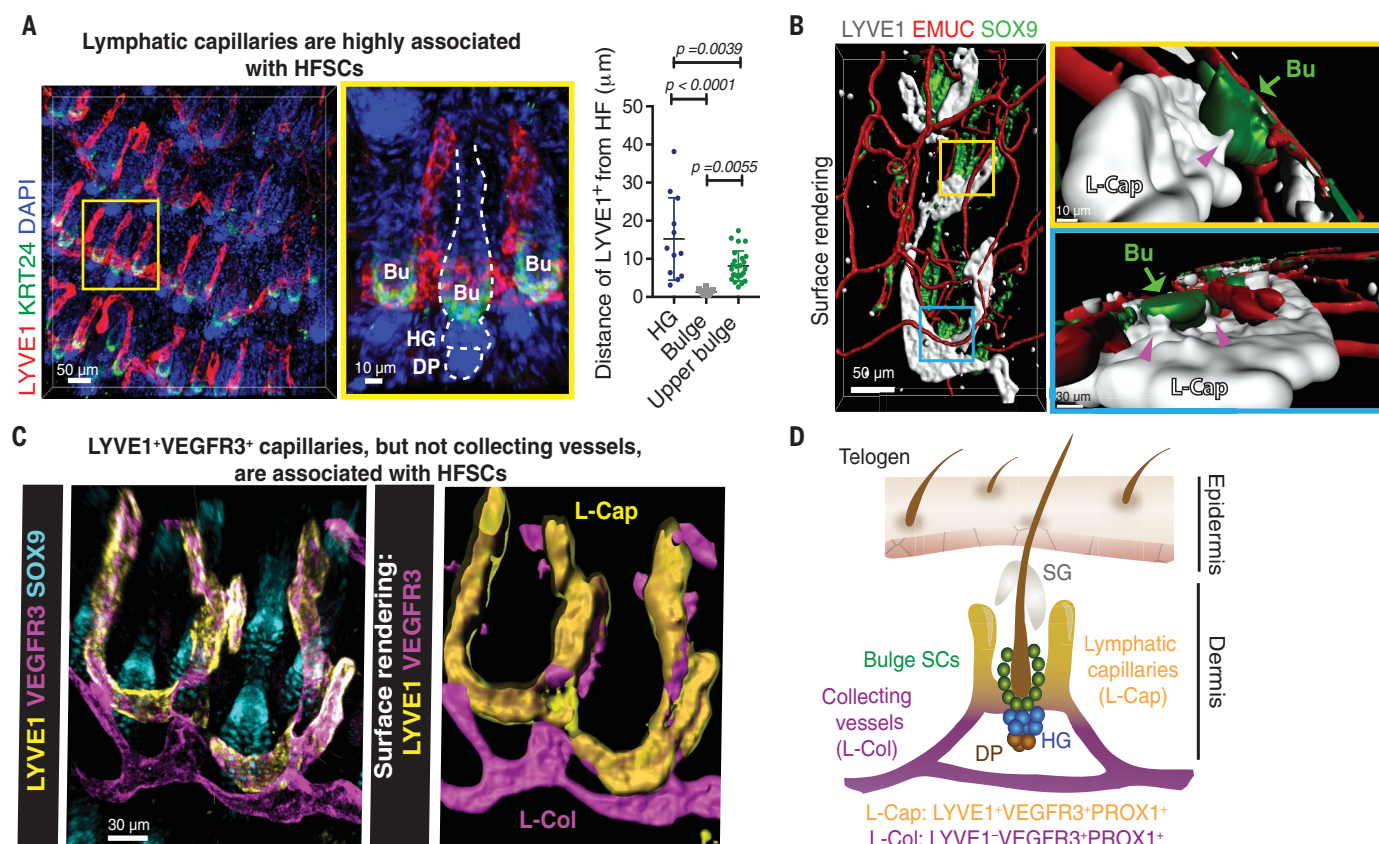 A
Lymphatic capillaries are highly associated
with HFSCs
LYVE1 KRT24 DAPI
50 µm
Bu
Bu
Bu
HG
DP
10 µm
Distance of LYVE1+ from HF (µm)
p =0.0039
p < 0.0001
p =0.0055
50
40
30
20
10
0
HG
Bulge
Upper bulge
B
LYVE1 EMUC SOX9
Surface rendering
50 µm
Bu
L-Cap
10 µm
Bu
L-Cap
30 µm
C
LYVE1+VEGFR3+ capillaries, but not collecting vessels,
are associated with HFSCs
LYVE1 VEGFR3 SOX9
30 µm
Surface rendering:
LYVE1 VEGFR3
L-Cap
L-Col
D
Telogen
Epidermis
SG
Dermis
Bulge SCs
Lymphatic
capillaries
(L-Cap)
Collecting
vessels
(L-Col)
DP
HG
L-Cap: LYVE1+VEGFR3+PROX1+
L-Col: LYVE1–VEGFR3+PROX1+